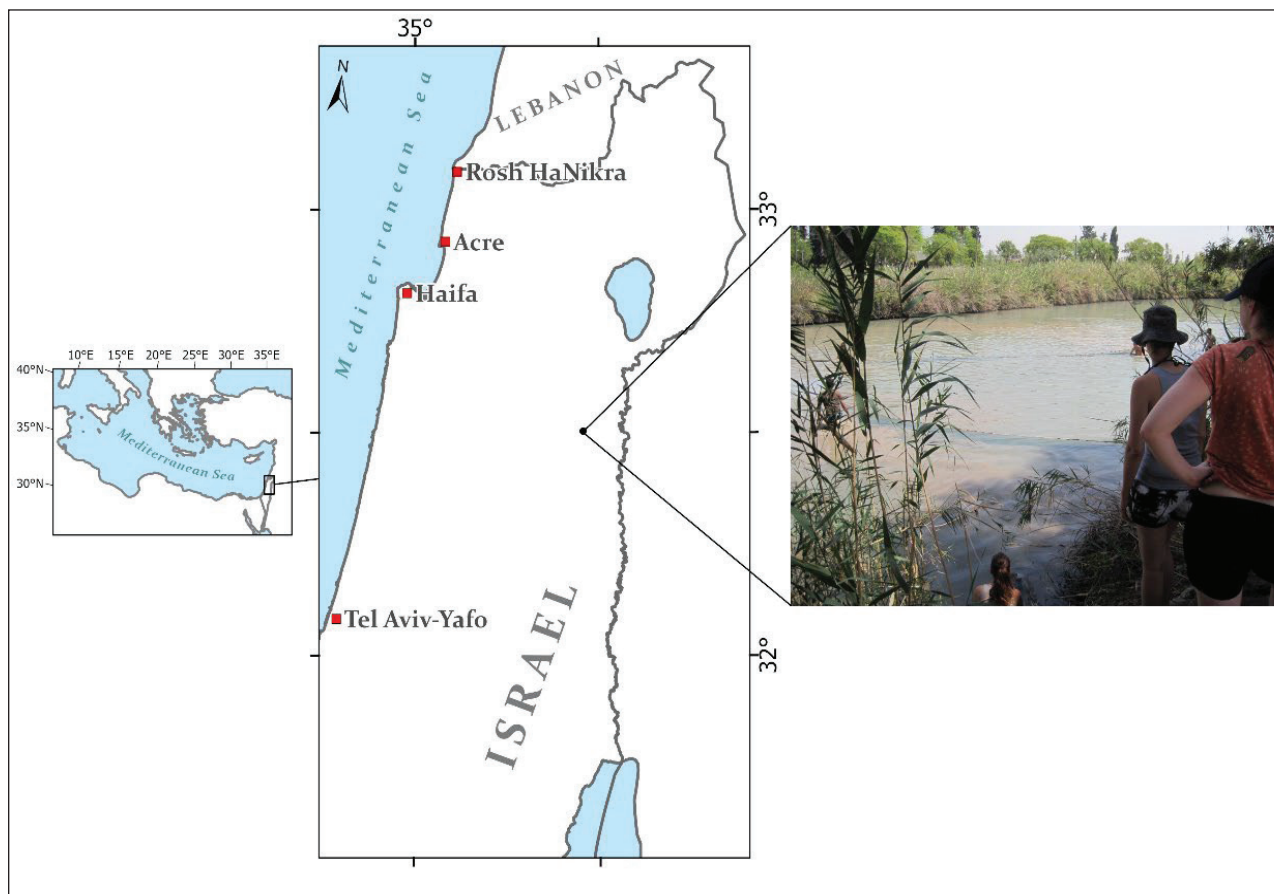 35°
N
Mediterranean Sea
LEBANON
Rosh HaNikra
33°
Acre
Haifa
10°E 15°E 20°E 25°E 30°E 35°E
40°N
35°N
30°N
Mediterranean Sea
Tel Aviv-Yafo
32°
ISRAEL